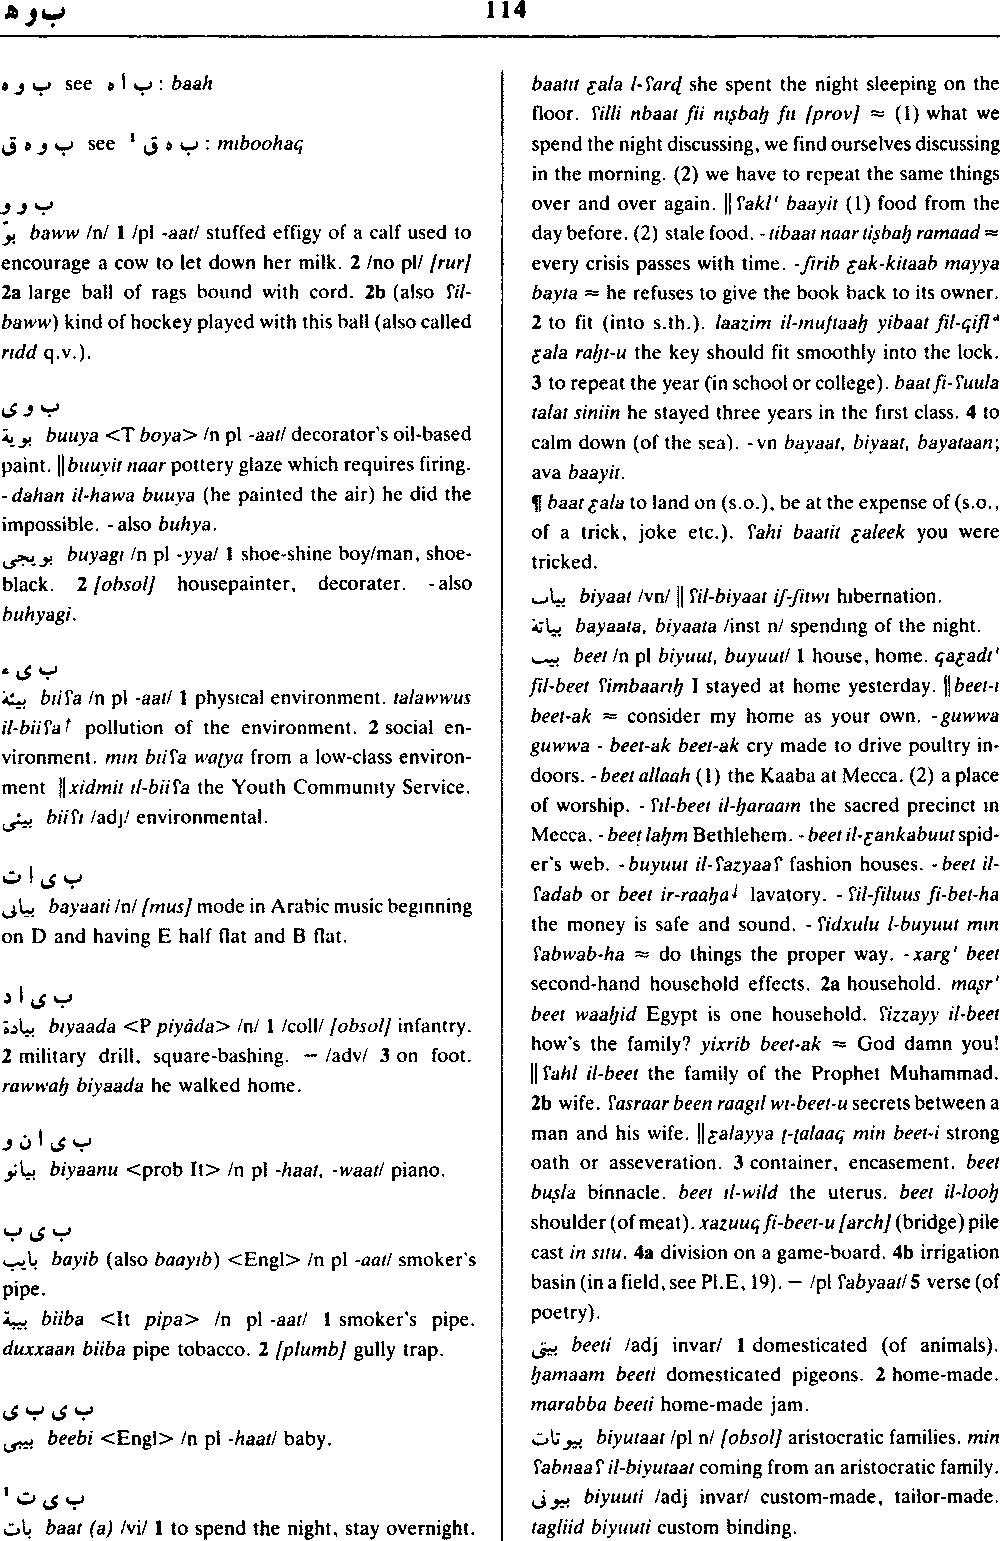 ب و ه
114
ب و ه see ب ا ه : baah
ب و ه ق see ب ه ق ¹ : miboohaq
ب و و
بوّ baww /n/ 1 /pl -aat/ stuffed effigy of a calf used to
encourage a cow to let down her milk. 2 /no pl/ [rur]
2a large ball of rags bound with cord. 2b (also ʕil-
baww) kind of hockey played with this ball (also called
ridd q.v.).
ب و ى
بوية buuya <T boya> /n pl -aat/ decorator's oil-based
paint. ‖ buuyit naar pottery glaze which requires firing.
- dahan il-hawa buuya (he painted the air) he did the
impossible. - also buhya.
بويجى buyagi /n pl -yya/ 1 shoe-shine boy/man, shoe-
black. 2 [obsol] housepainter, decorater. - also
buhyagi.
ب ى ء
بيئة biiʕa /n pl -aat/ 1 physical environment. talawwus
il-biiʕa↑ pollution of the environment. 2 social en-
vironment. min biiʕa waṭya from a low-class environ-
ment ‖ xidmit il-biiʕa the Youth Community Service.
بيئى biiʕi /adj/ environmental.
ب ى ا ت
بياتى bayaati /n/ [mus] mode in Arabic music beginning
on D and having E half flat and B flat.
ب ى ا د
بيادة biyaada <P piyāda> /n/ 1 /coll/ [obsol] infantry.
2 military drill, square-bashing. — /adv/ 3 on foot.
rawwaḥ biyaada he walked home.
ب ى ا ن و
بيانو biyaanu <prob It> /n pl -haat, -waat/ piano.
ب ى ب
بايب bayib (also baayib) <Engl> /n pl -aat/ smoker's
pipe.
بيبة biiba <It pipa> /n pl -aat/ 1 smoker's pipe.
duxxaan biiba pipe tobacco. 2 [plumb] gully trap.
ب ى ب ى
بيبى beebi <Engl> /n pl -haat/ baby.
ب ى ت ¹
بات baat (a) /vi/ 1 to spend the night, stay overnight.
baatit ʿala l-ʕarḍ she spent the night sleeping on the
floor. ʕilli nbaat fii niṣbaḥ fii [prov] ≈ (1) what we
spend the night discussing, we find ourselves discussing
in the morning. (2) we have to repeat the same things
over and over again. ‖ ʕakl' baayit (1) food from the
day before. (2) stale food. - tibaat naar tiṣbaḥ ramaad ≈
every crisis passes with time. - ʃirib ʿak-kitaab mayya
bayta ≈ he refuses to give the book back to its owner.
2 to fit (into s.th.). laazim il-muftaaḥ yibaat fil-qiflᵃ
ʿala raḥt-u the key should fit smoothly into the lock.
3 to repeat the year (in school or college). baat fi-ʕuula
talat siniin he stayed three years in the first class. 4 to
calm down (of the sea). - vn bayaat, biyaat, bayataan;
ava baayit.
¶ baat ʿala to land on (s.o.), be at the expense of (s.o.,
of a trick, joke etc.). ʕahi baatit ʿaleek you were
tricked.
بيات biyaat /vn/ ‖ ʕil-biyaat iʃ-ʃitwi hibernation.
بياتة bayaata, biyaata /inst n/ spending of the night.
بيت beet /n pl biyuut, buyuut/ 1 house, home. qaʿadt'
fil-beet ʕimbaariḥ I stayed at home yesterday. ‖ beet-i
beet-ak ≈ consider my home as your own. - guwwa
guwwa - beet-ak beet-ak cry made to drive poultry in-
doors. - beet allaah (1) the Kaaba at Mecca. (2) a place
of worship. - ʕil-beet il-ḥaraam the sacred precinct in
Mecca. - beet laḥm Bethlehem. - beet il-ʿankabuut spid-
er's web. - buyuut il-ʕazyaaʕ fashion houses. - beet il-
ʕadab or beet ir-raaḥa↓ lavatory. - ʕil-filuus fi-bet-ha
the money is safe and sound. - ʕidxulu l-buyuut min
ʕabwab-ha ≈ do things the proper way. - xarg' beet
second-hand household effects. 2a household. maṣr'
beet waaḥid Egypt is one household. ʕizzayy il-beet
how's the family? yixrib beet-ak ≈ God damn you!
‖ ʕahl il-beet the family of the Prophet Muhammad.
2b wife. ʕasraar been raagil wi-beet-u secrets between a
man and his wife. ‖ ʿalayya ṭ-ṭalaaq min beet-i strong
oath or asseveration. 3 container, encasement. beet
buṣla binnacle. beet il-wild the uterus. beet il-looḥ
shoulder (of meat). xazuuq fi-beet-u [arch] (bridge) pile
cast in situ. 4a division on a game-board. 4b irrigation
basin (in a field, see Pl.E, 19). — /pl ʕabyaat/ 5 verse (of
poetry).
بيتى beeti /adj invar/ 1 domesticated (of animals).
ḥamaam beeti domesticated pigeons. 2 home-made.
marabba beeti home-made jam.
بيوتات biyutaat /pl n/ [obsol] aristocratic families. min
ʕabnaaʕ il-biyutaat coming from an aristocratic family.
بيوتى biyuuti /adj invar/ custom-made, tailor-made.
tagliid biyuuti custom binding.